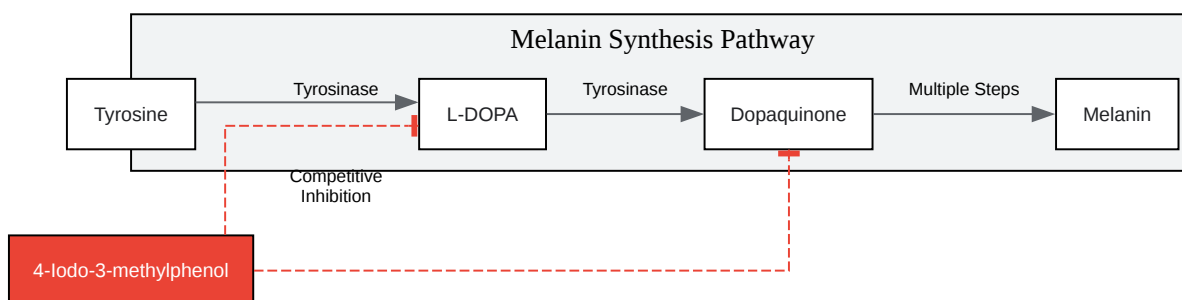 Melanin Synthesis Pathway
Tyrosine
Tyrosinase
L-DOPA
Tyrosinase
Dopaquinone
Multiple Steps
Melanin
Competitive
Inhibition
4-Iodo-3-methylphenol